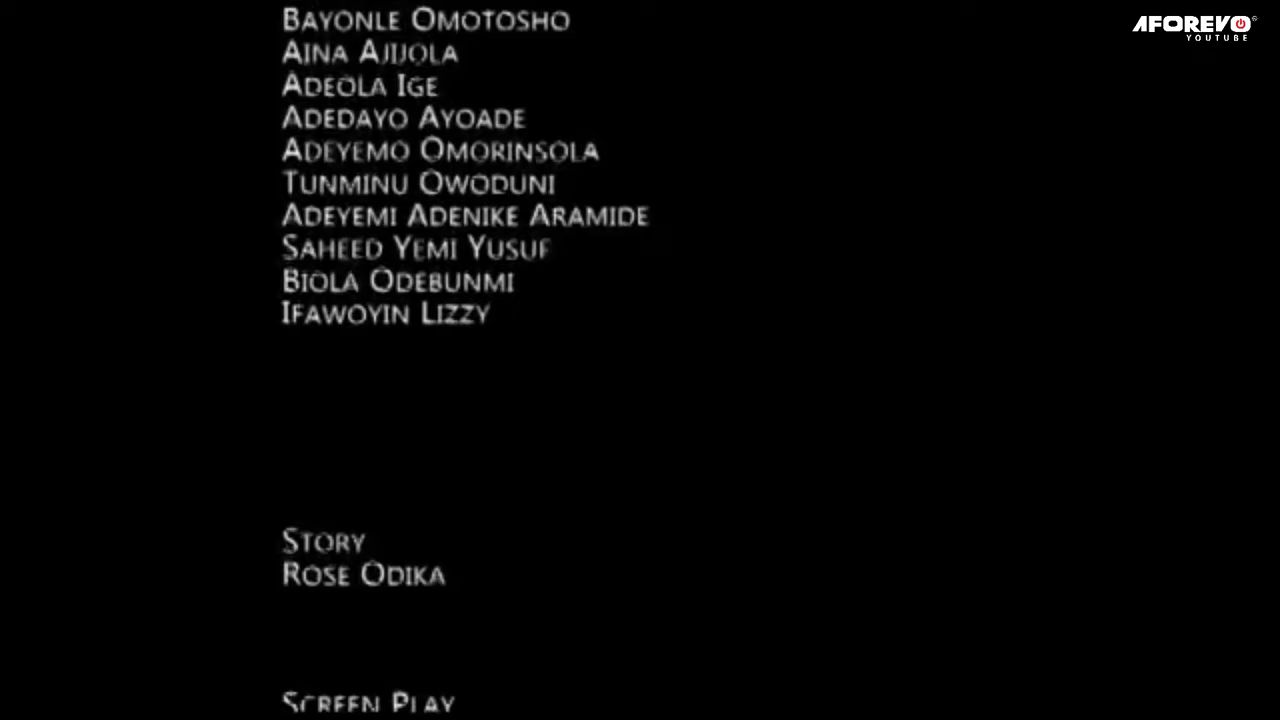 BAYONLE OMOTOSHO
AINA AJIJOLA
ADEOLA IGE
ADEDAYO AYOADE
ADEYEMO OMORINSOLA
TUNMINU OWODUNI
ADEYEMI ADENIKE ARAMIDE
SAHEED YEMI YUSUF
BIOLA ODEBUNMI
IFAWOYIN LIZZY
STORY
ROSE ODIKA
SCREEN PLAY
AFOREVO
YOUTUBE